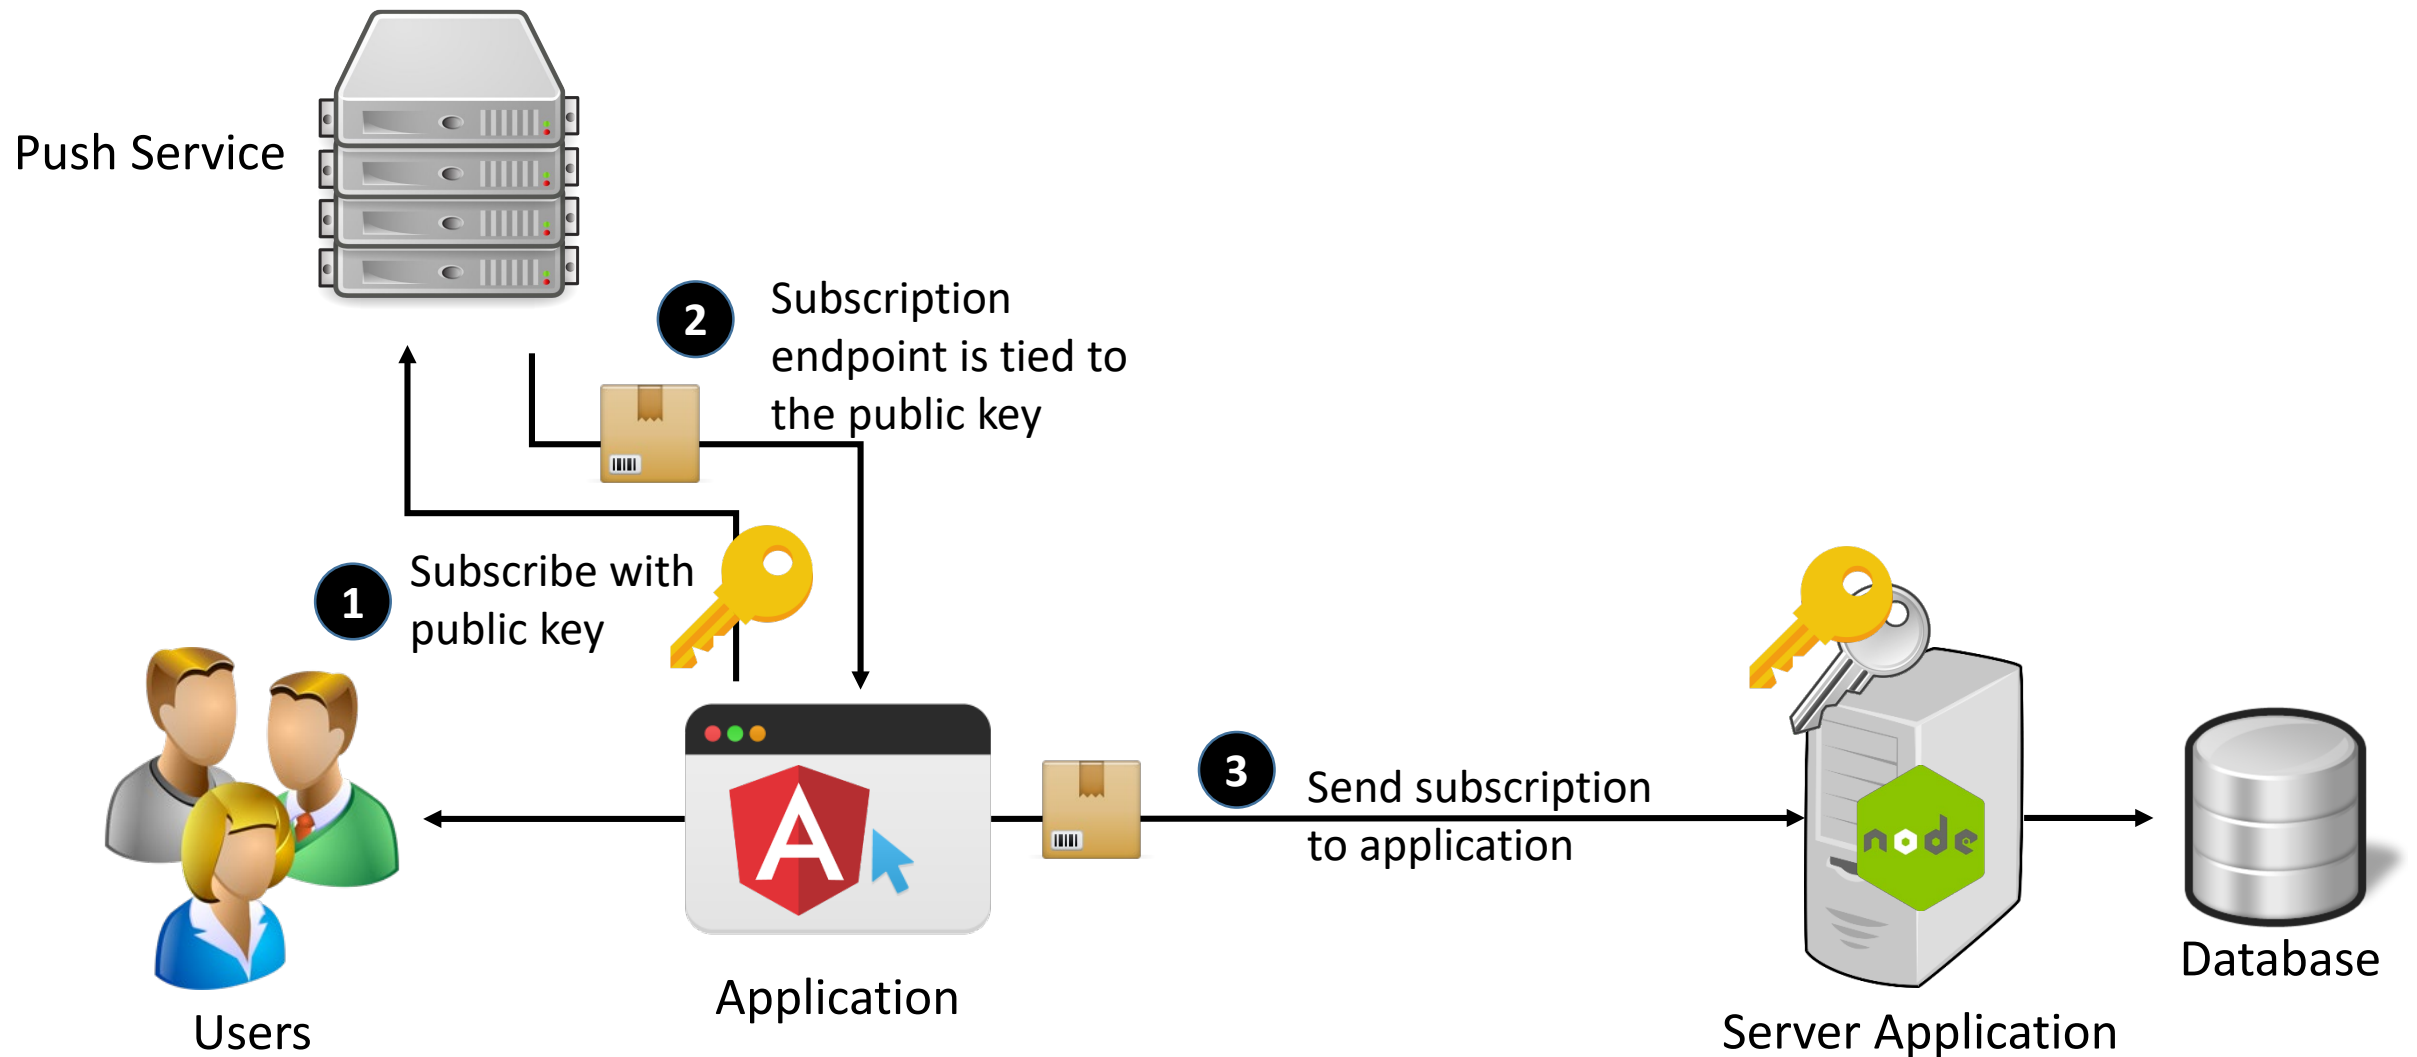 Push Service
2
Subscription
endpoint is tied to
the public key
1
Subscribe with
public key
3
Send subscription
to application
A
node
Users
Application
Server Application
Database